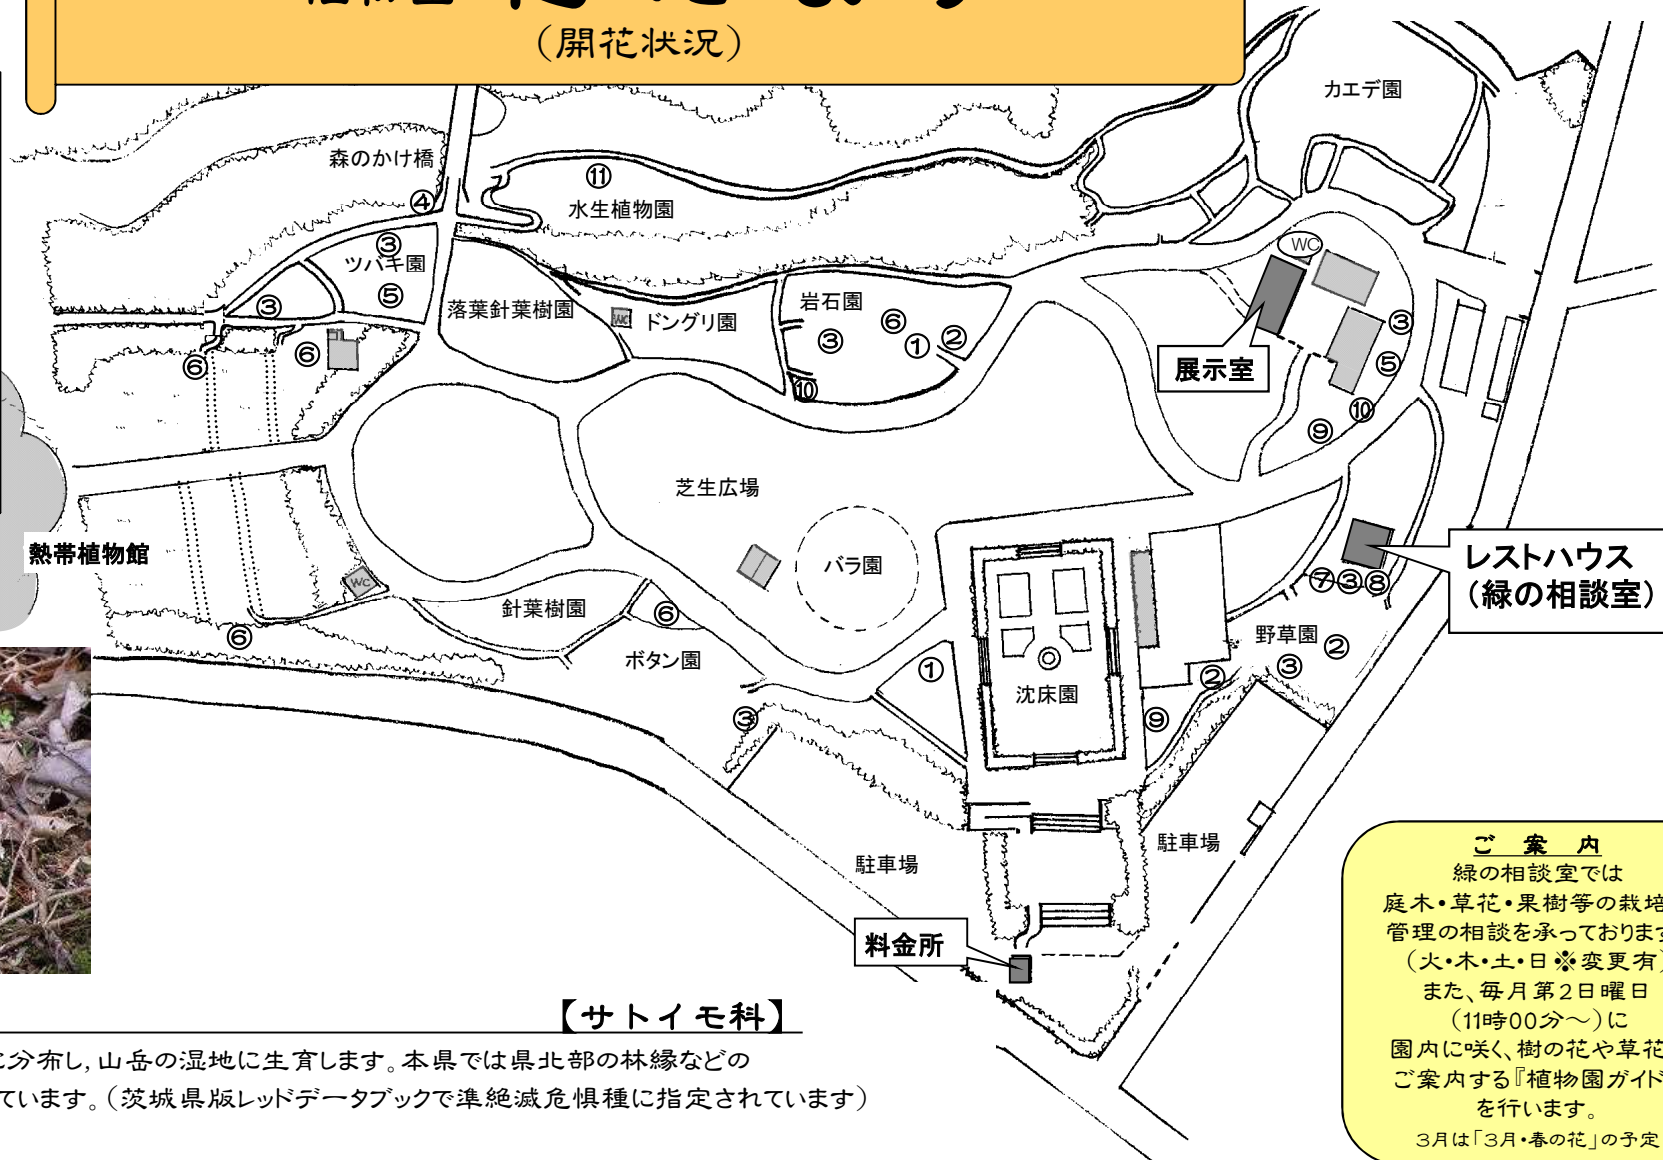 (開花状況)
カエデ園
森のかけ橋
⑪
水生植物園
④
③
ツバキ園
⑤
③
WC
落葉針葉樹園
WC
ドングリ園
岩石園
⑥
③
①
②
⑩
⑥
⑥
展示室
③
⑤
⑩
⑨
芝生広場
熱帯植物館
バラ園
レストハウス
(緑の相談室)
WC
⑦③⑧
針葉樹園
⑥
⑥
野草園
②
③
ボタン園
①
②
沈床園
③
⑨
駐車場
駐車場
料金所
ご案内
緑の相談室では
庭木・草花・果樹等の栽培
管理の相談を承っております
(火・木・土・日※変更有)
また、毎月第2日曜日
(11時00分~)に
園内に咲く、樹の花や草花
ご案内する『植物園ガイド
を行います。
3月は「3月・春の花」の予定
【サトイモ科】
に分布し,山岳の湿地に生育します。本県では県北部の林縁などの
ています。(茨城県版レッドデータブックで準絶滅危惧種に指定されています)